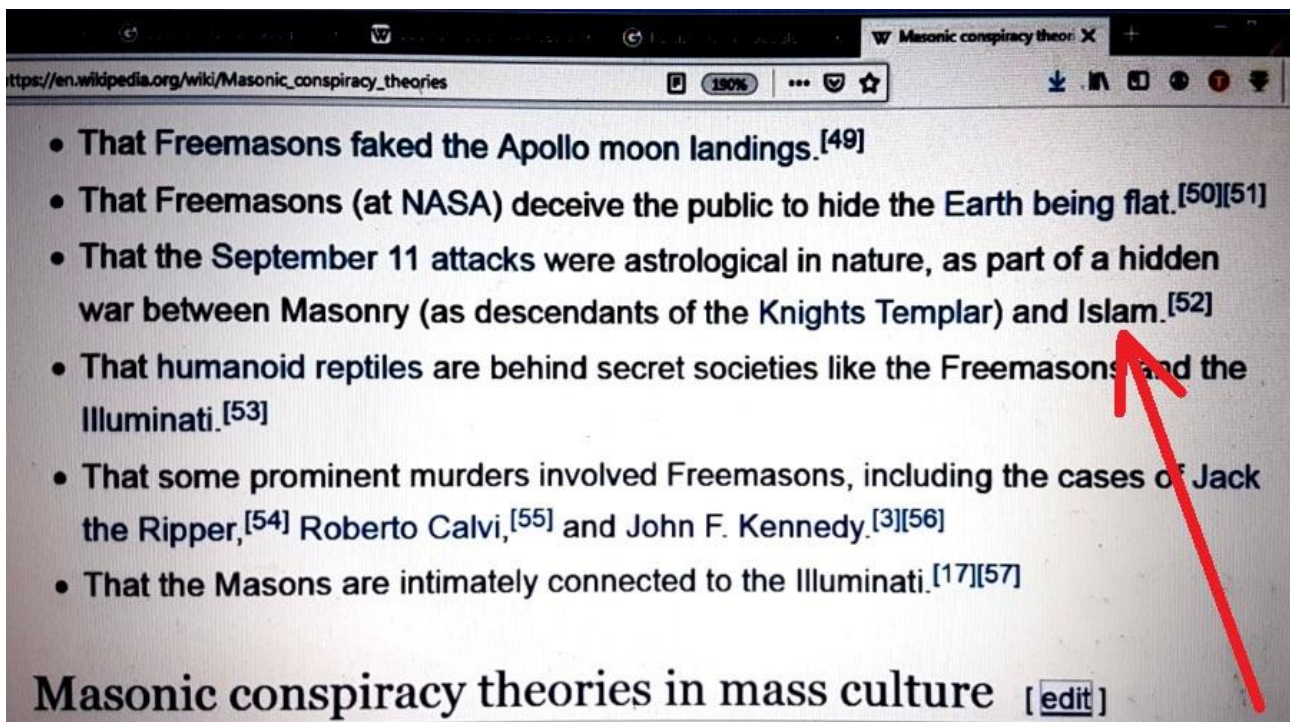 W Masonic conspiracy theori X
ttps://en.wikipedia.org/wiki/Masonic_conspiracy_theories
190%
• That Freemasons faked the Apollo moon landings.[49]
• That Freemasons (at NASA) deceive the public to hide the Earth being flat.[50][51]
• That the September 11 attacks were astrological in nature, as part of a hidden
war between Masonry (as descendants of the Knights Templar) and Islam.[52]
• That humanoid reptiles are behind secret societies like the Freemasons and the
Illuminati.[53]
• That some prominent murders involved Freemasons, including the cases of Jack
the Ripper,[54] Roberto Calvi,[55] and John F. Kennedy.[3][56]
• That the Masons are intimately connected to the Illuminati.[17][57]
Masonic conspiracy theories in mass culture [edit]